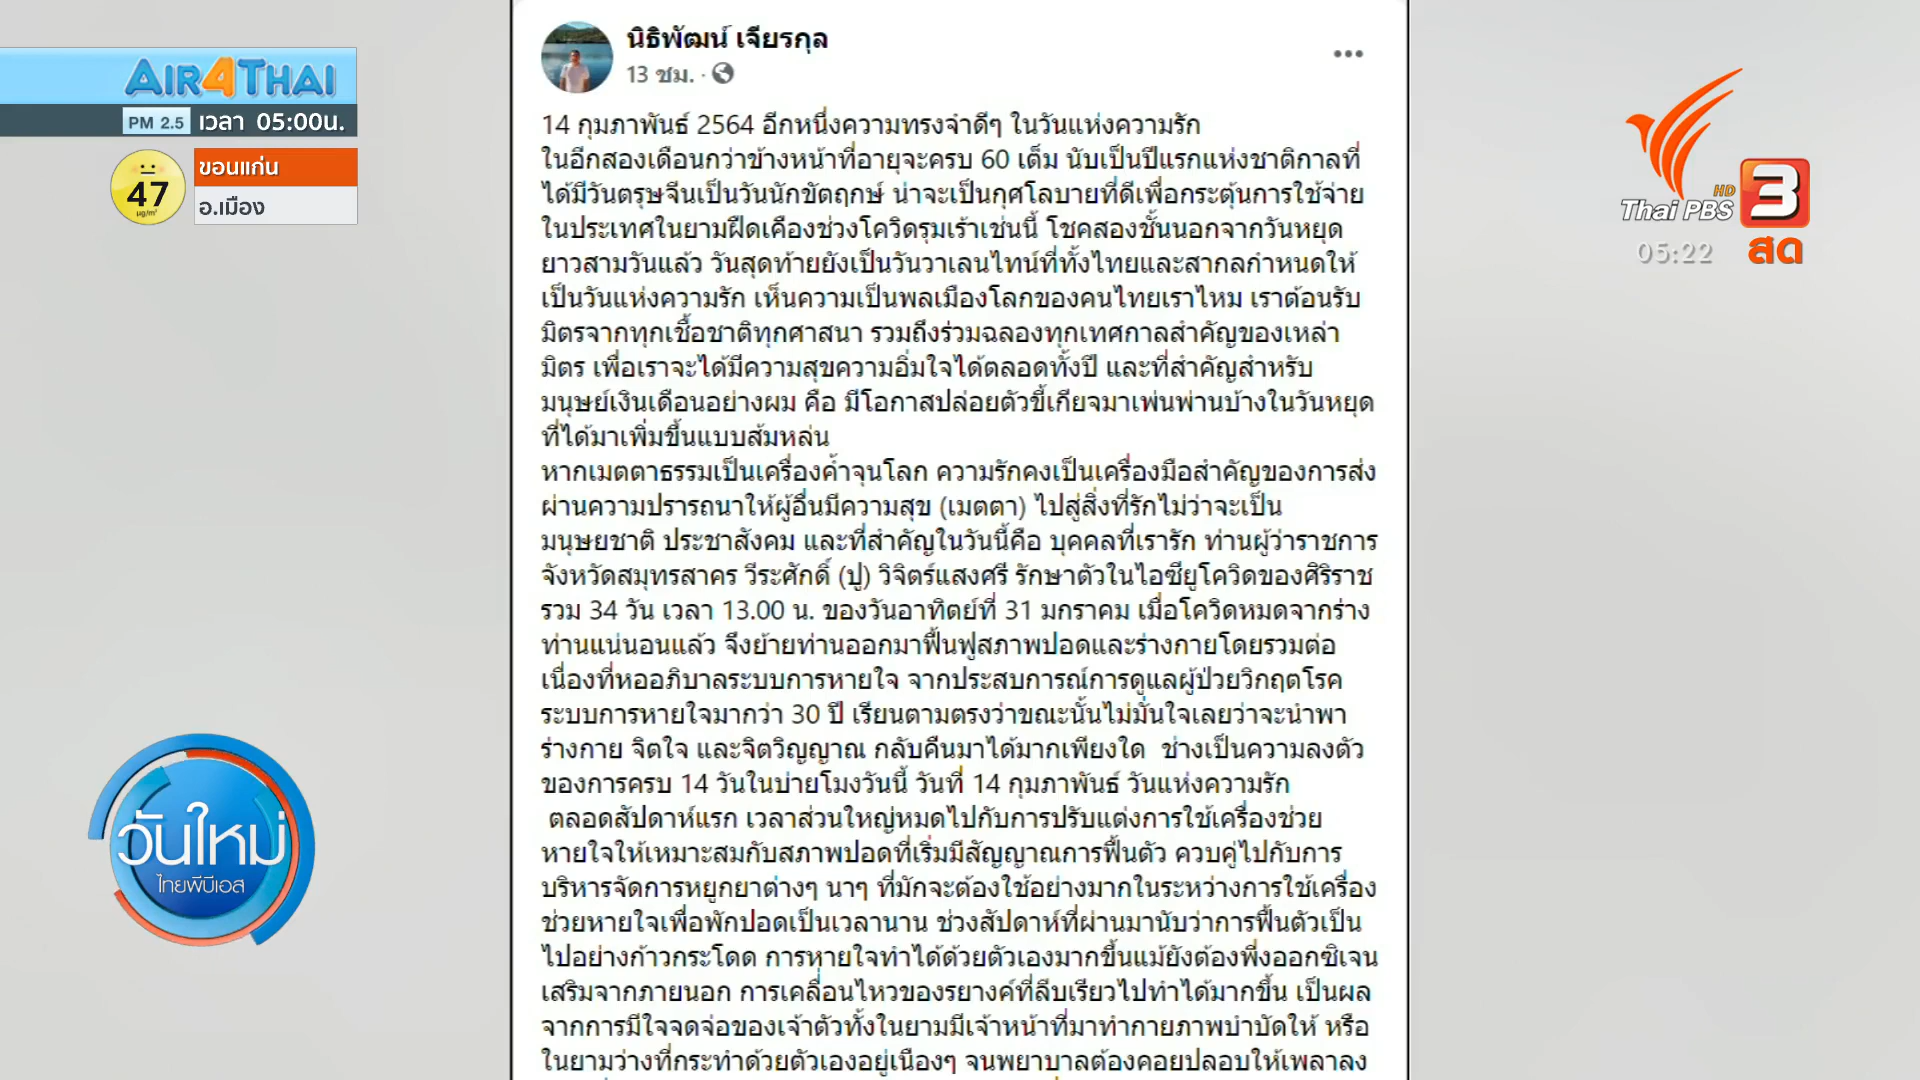 AIR4THAI
PM 2.5 เวลา 05:00น.
47
µg/m³
ขอนแก่น
อ.เมือง
นิธิพัฒน์ เจียรกุล
13 ชม.
14 กุมภาพันธ์ 2564 อีกหนึ่งความทรงจำดีๆ ในวันแห่งความรัก
ในอีกสองเดือนกว่าข้างหน้าที่อายุจะครบ 60 เต็ม นับเป็นปีแรกแห่งชาติกาลที่
ได้มีวันตรุษจีนเป็นวันนักขัตฤกษ์ น่าจะเป็นกุศโลบายที่ดีเพื่อกระตุ้นการใช้จ่าย
ในประเทศในยามฝืดเคืองช่วงโควิดรุมเร้าเช่นนี้ โชคสองชั้นนอกจากวันหยุด
ยาวสามวันแล้ว วันสุดท้ายยังเป็นวันวาเลนไทน์ที่ทั้งไทยและสากลกำหนดให้
เป็นวันแห่งความรัก เห็นความเป็นพลเมืองโลกของคนไทยเราไหม เราต้อนรับ
มิตรจากทุกเชื้อชาติทุกศาสนา รวมถึงร่วมฉลองทุกเทศกาลสำคัญของเหล่า
มิตร เพื่อเราจะได้มีความสุขความอิ่มใจได้ตลอดทั้งปี และที่สำคัญสำหรับ
มนุษย์เงินเดือนอย่างผม คือ มีโอกาสปล่อยตัวขี้เกียจมาเพ่นพ่านบ้างในวันหยุด
ที่ได้มาเพิ่มขึ้นแบบส้มหล่น
หากเมตตาธรรมเป็นเครื่องค้ำจุนโลก ความรักคงเป็นเครื่องมือสำคัญของการส่ง
ผ่านความปรารถนาให้ผู้อื่นมีความสุข (เมตตา) ไปสู่สิ่งที่รักไม่ว่าจะเป็น
มนุษยชาติ ประชาสังคม และที่สำคัญในวันนี้คือ บุคคลที่เรารัก ท่านผู้ว่าราชการ
จังหวัดสมุทรสาคร วีระศักดิ์ (ปู) วิจิตร์แสงศรี รักษาตัวในไอซียูโควิดของศิริราช
รวม 34 วัน เวลา 13.00 น. ของวันอาทิตย์ที่ 31 มกราคม เมื่อโควิดหมดจากร่าง
ท่านแน่นอนแล้ว จึงย้ายท่านออกมาฟื้นฟูสภาพปอดและร่างกายโดยรวมต่อ
เนื่องที่หออภิบาลระบบการหายใจ จากประสบการณ์การดูแลผู้ป่วยวิกฤตโรค
ระบบการหายใจมากว่า 30 ปี เรียนตามตรงว่าขณะนั้นไม่มั่นใจเลยว่าจะนำพา
ร่างกาย จิตใจ และจิตวิญญาณ กลับคืนมาได้มากเพียงใด ช่างเป็นความลงตัว
ของการครบ 14 วันในบ่ายโมงวันนี้ วันที่ 14 กุมภาพันธ์ วันแห่งความรัก
ตลอดสัปดาห์แรก เวลาส่วนใหญ่หมดไปกับการปรับแต่งการใช้เครื่องช่วย
หายใจให้เหมาะสมกับสภาพปอดที่เริ่มมีสัญญาณการฟื้นตัว ควบคู่ไปกับการ
บริหารจัดการหยูกยาต่างๆ นาๆ ที่มักจะต้องใช้อย่างมากในระหว่างการใช้เครื่อง
ช่วยหายใจเพื่อพักปอดเป็นเวลานาน ช่วงสัปดาห์ที่ผ่านมานับว่าการฟื้นตัวเป็น
ไปอย่างก้าวกระโดด การหายใจทำได้ด้วยตัวเองมากขึ้นแม้ยังต้องพึ่งออกซิเจน
เสริมจากภายนอก การเคลื่อนไหวของรยางค์ที่ลีบเรียวไปทำได้มากขึ้น เป็นผล
จากการมีใจจดจ่อของเจ้าตัวทั้งในยามมีเจ้าหน้าที่มาทำกายภาพบำบัดให้ หรือ
ในยามว่างที่กระทำด้วยตัวเองอยู่เนืองๆ จนพยาบาลต้องคอยปลอบให้เพลาลง
Thai PBS HD 3
05:22 สด
วันใหม่
ไทยพีบีเอส